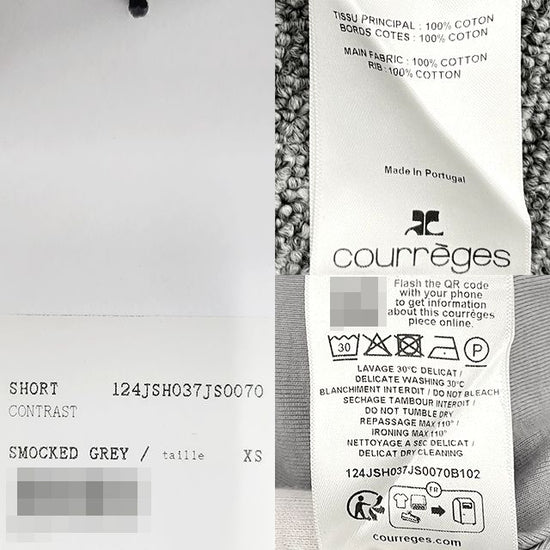 SHORT 124JSH037JS0070
CONTRAST
SMOCKED GREY / taille XS
TISSU PRINCIPAL : 100% COTON
BORDS COTES : 100% COTON
MAIN FABRIC : 100% COTTON
RIB : 100% COTTON
Made in Portugal
courrèges
Flash the QR code
with your phone
to get information
about this courrèges
piece online.
30
P
LAVAGE 30°C DELICAT /
DELICATE WASHING 30°C
BLANCHIMENT INTERDIT / DO NOT BLEACH
SECHAGE TAMBOUR INTERDIT /
DO NOT TUMBLE DRY
REPASSAGE MAX 110° /
IRONING MAX 110°
NETTOYAGE A SEC DELICAT /
DELICAT DRY CLEANING
124JSH037JS0070B102
FR
courreges.com